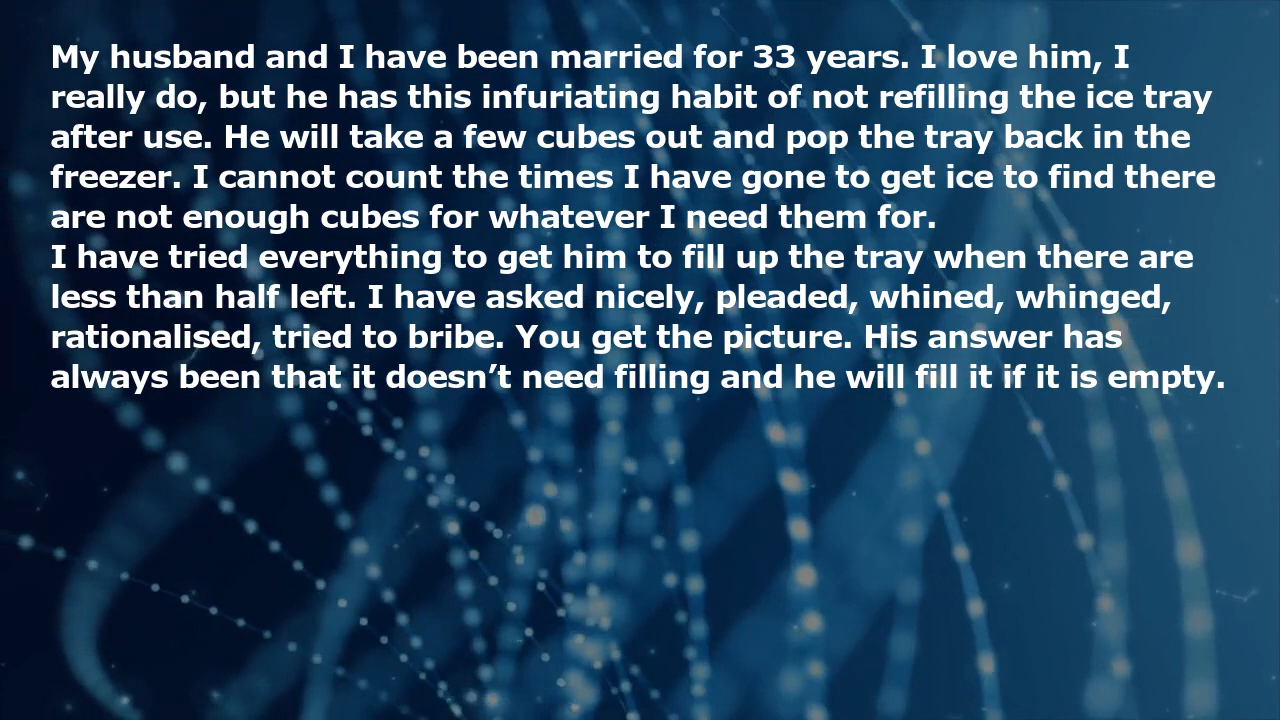 My husband and I have been married for 33 years. I love him, I
really do, but he has this infuriating habit of not refilling the ice tray
after use. He will take a few cubes out and pop the tray back in the
freezer. I cannot count the times I have gone to get ice to find there
are not enough cubes for whatever I need them for.
I have tried everything to get him to fill up the tray when there are
less than half left. I have asked nicely, pleaded, whined, whinged,
rationalised, tried to bribe. You get the picture. His answer has
always been that it doesn’t need filling and he will fill it if it is empty.